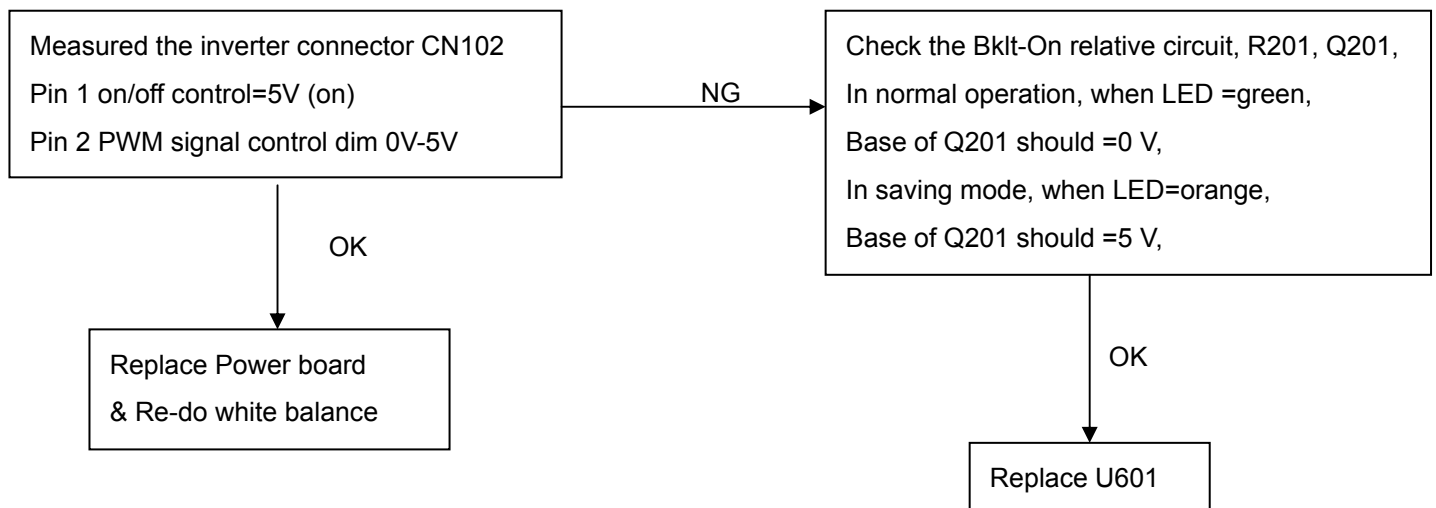 Measured the inverter connector CN102
Pin 1 on/off control=5V (on)
Pin 2 PWM signal control dim 0V-5V
NG
Check the Bklt-On relative circuit, R201, Q201,
In normal operation, when LED =green,
Base of Q201 should =0 V,
In saving mode, when LED=orange,
Base of Q201 should =5 V,
OK
Replace Power board
& Re-do white balance
OK
Replace U601